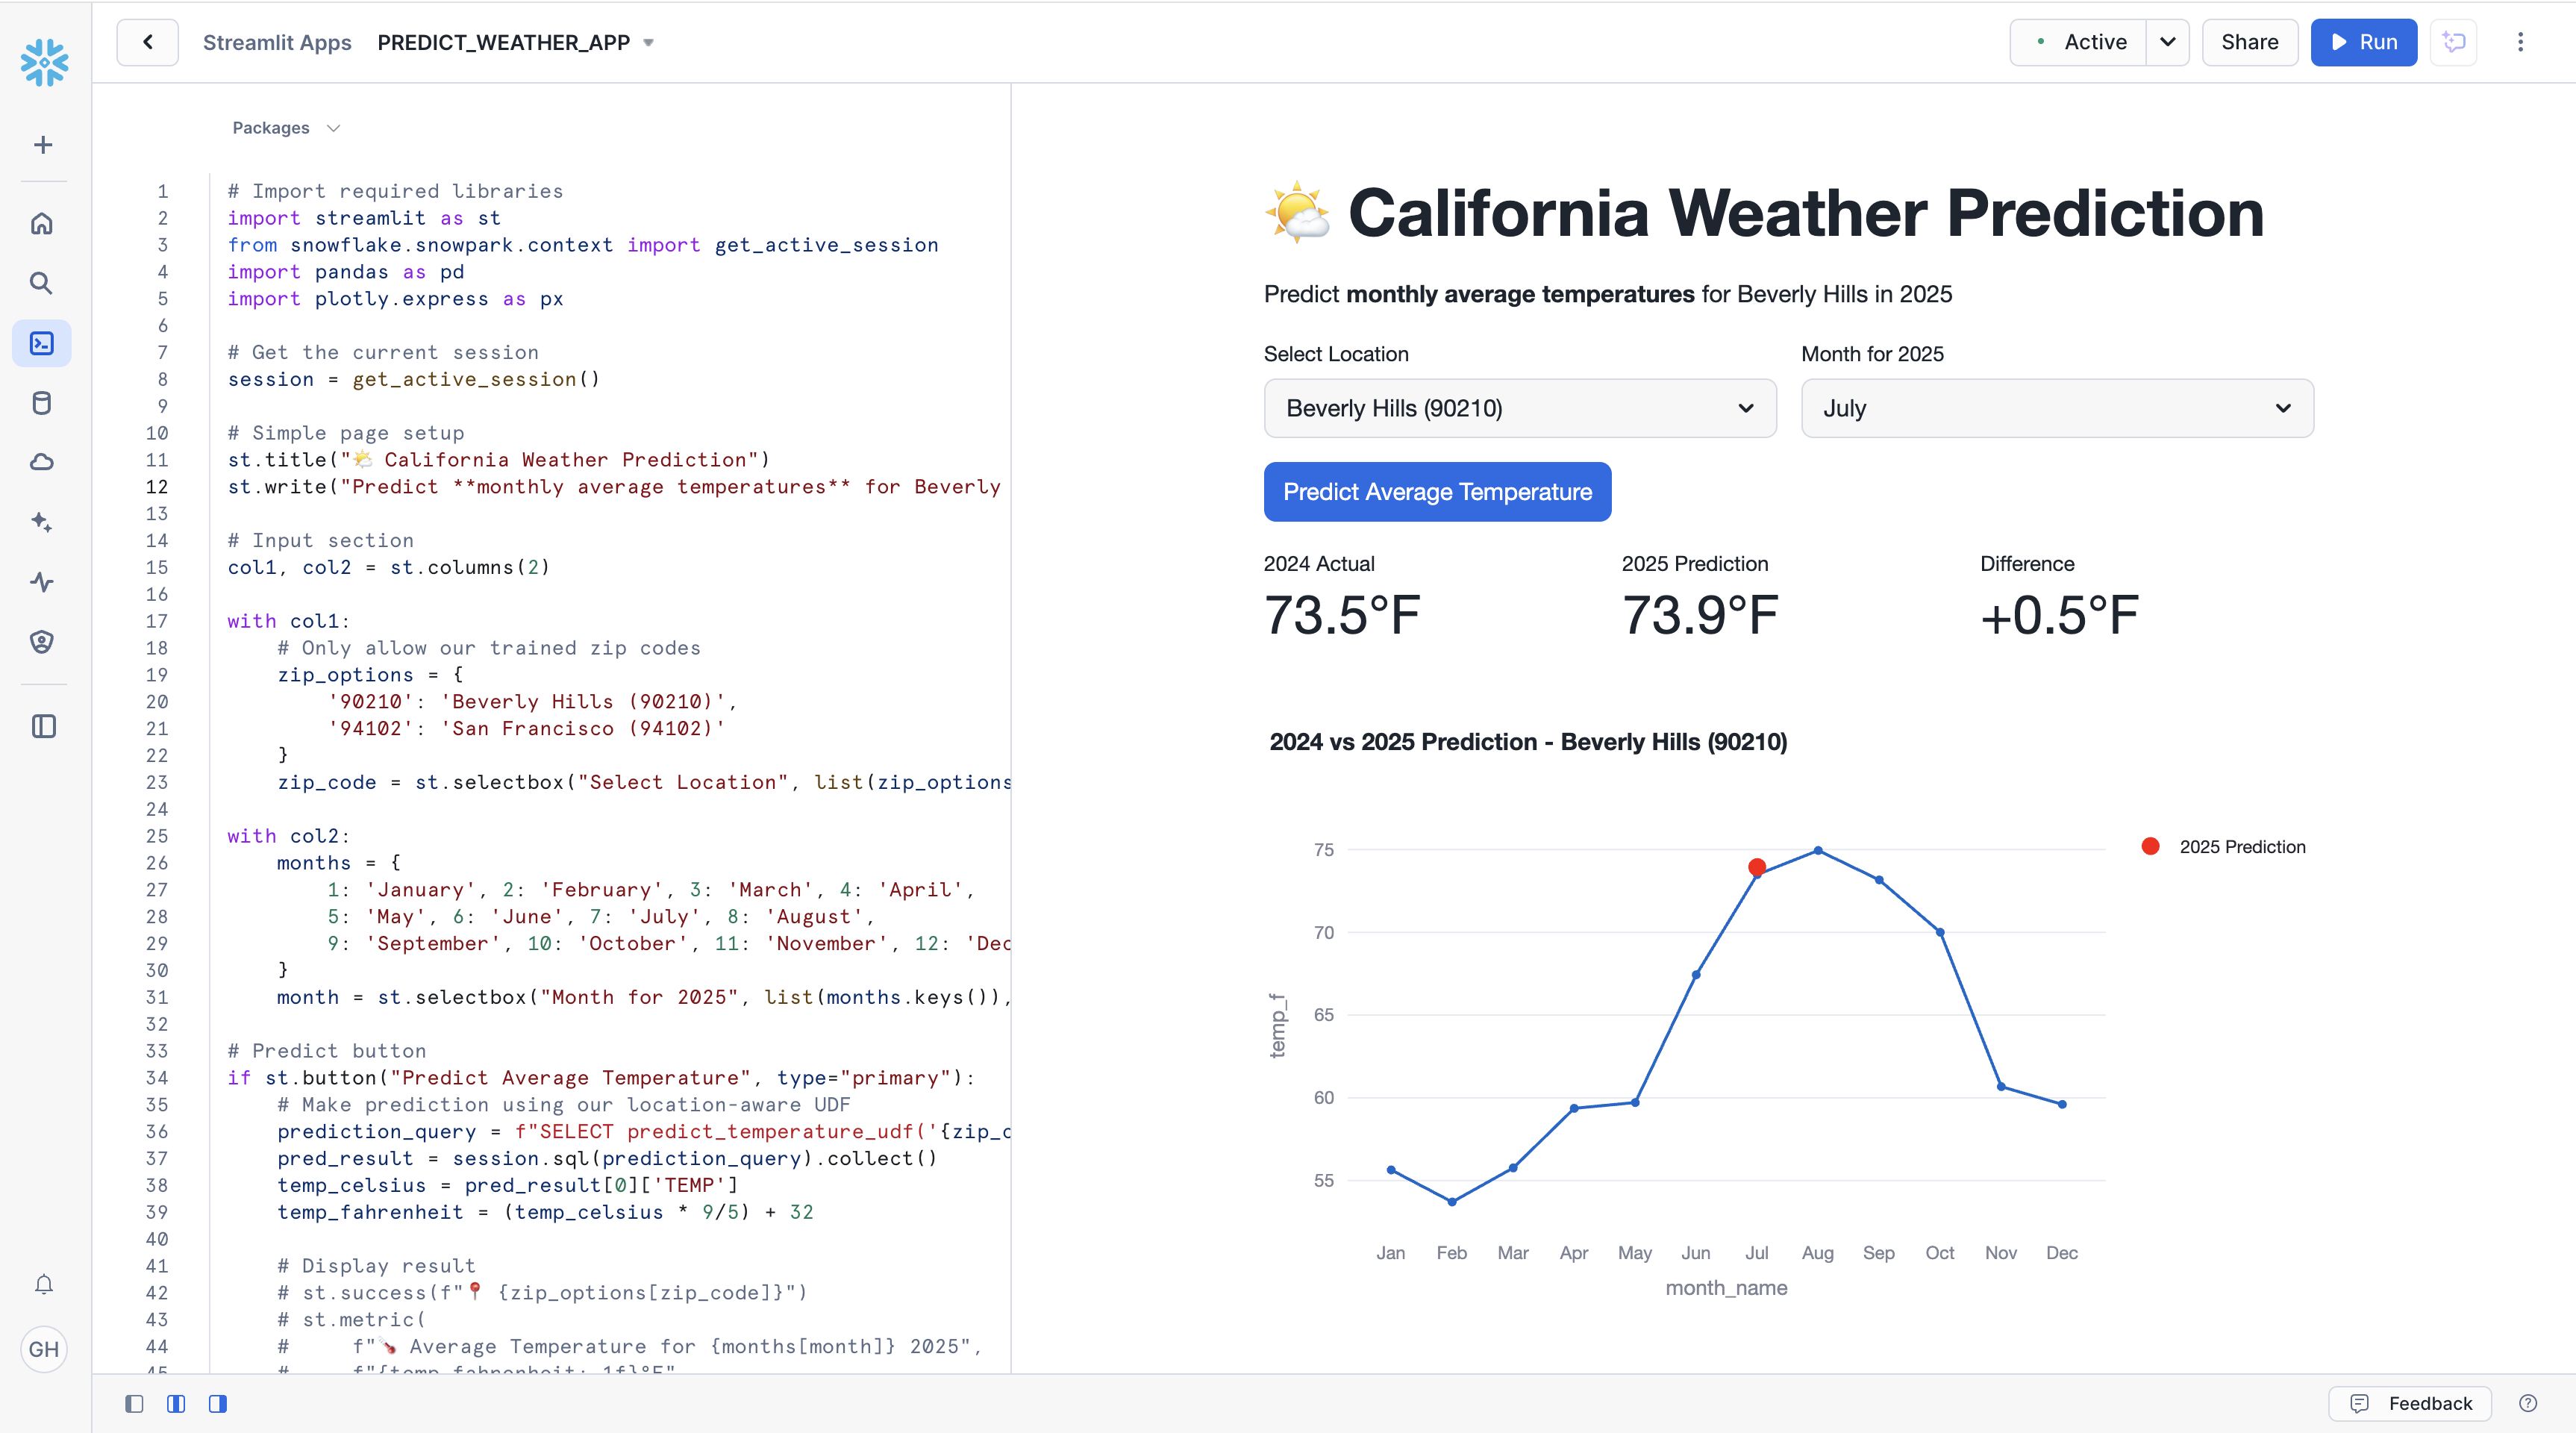 Streamlit Apps PREDICT_WEATHER_APP
Active
Share
Run
Packages
1 # Import required libraries
2 import streamlit as st
3 from snowflake.snowpark.context import get_active_session
4 import pandas as pd
5 import plotly.express as px
6
7 # Get the current session
8 session = get_active_session()
9
10 # Simple page setup
11 st.title("🌤️ California Weather Prediction")
12 st.write("Predict **monthly average temperatures** for Beverly
13
14 # Input section
15 col1, col2 = st.columns(2)
16
17 with col1:
18 # Only allow our trained zip codes
19 zip_options = {
20 '90210': 'Beverly Hills (90210)',
21 '94102': 'San Francisco (94102)'
22 }
23 zip_code = st.selectbox("Select Location", list(zip_options
24
25 with col2:
26 months = {
27 1: 'January', 2: 'February', 3: 'March', 4: 'April',
28 5: 'May', 6: 'June', 7: 'July', 8: 'August',
29 9: 'September', 10: 'October', 11: 'November', 12: 'Dec
30 }
31 month = st.selectbox("Month for 2025", list(months.keys()),
32
33 # Predict button
34 if st.button("Predict Average Temperature", type="primary"):
35 # Make prediction using our location-aware UDF
36 prediction_query = f"SELECT predict_temperature_udf('{zip_c
37 pred_result = session.sql(prediction_query).collect()
38 temp_celsius = pred_result[0]['TEMP']
39 temp_fahrenheit = (temp_celsius * 9/5) + 32
40
41 # Display result
42 # st.success(f"📍 {zip_options[zip_code]}")
43 # st.metric(
44 # f"🌡️ Average Temperature for {months[month]} 2025",
45 # f"{temp_fahrenheit:.1f}°F"
🌤️ California Weather Prediction
Predict monthly average temperatures for Beverly Hills in 2025
Select Location
Beverly Hills (90210)
Month for 2025
July
Predict Average Temperature
2024 Actual
73.5°F
2025 Prediction
73.9°F
Difference
+0.5°F
2024 vs 2025 Prediction - Beverly Hills (90210)
2025 Prediction
75
70
65
60
55
temp_f
Jan Feb Mar Apr May Jun Jul Aug Sep Oct Nov Dec
month_name
GH
Feedback